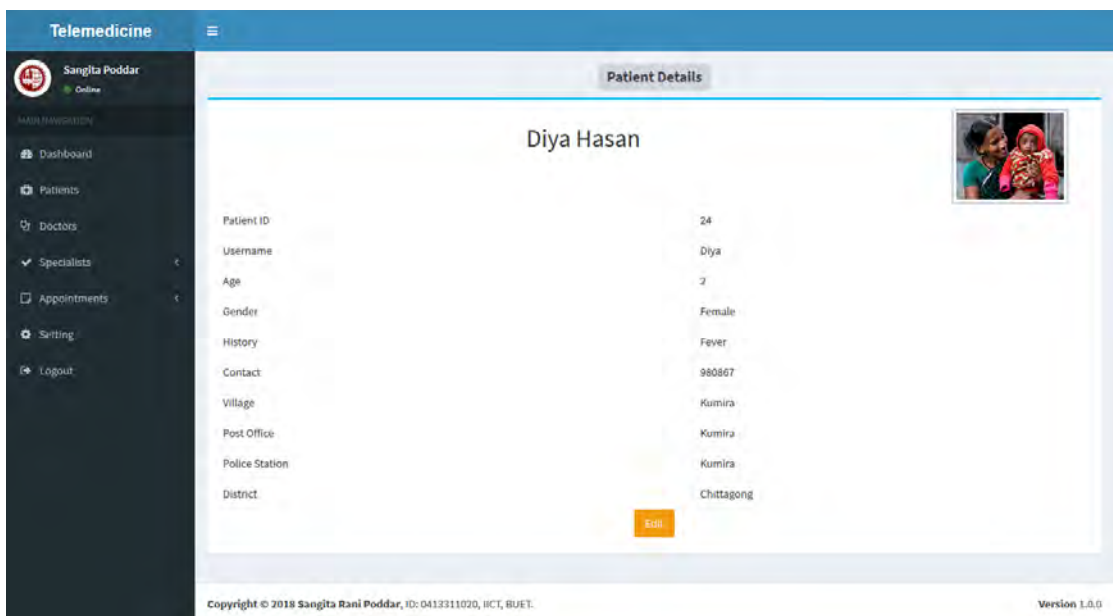 Telemedicine
Sangita Poddar
Online
MAIN NAVIGATION
Dashboard
Patients
Doctors
Specialists
Appointments
Setting
Logout
Patient Details
Diya Hasan
Patient ID 24
Username Diya
Age 2
Gender Female
History Fever
Contact 980867
Village Kumira
Post Office Kumira
Police Station Kumira
District Chittagong
Edit
Copyright © 2018 Sangita Rani Poddar, ID: 0413311020, IICT, BUET. Version 1.0.0